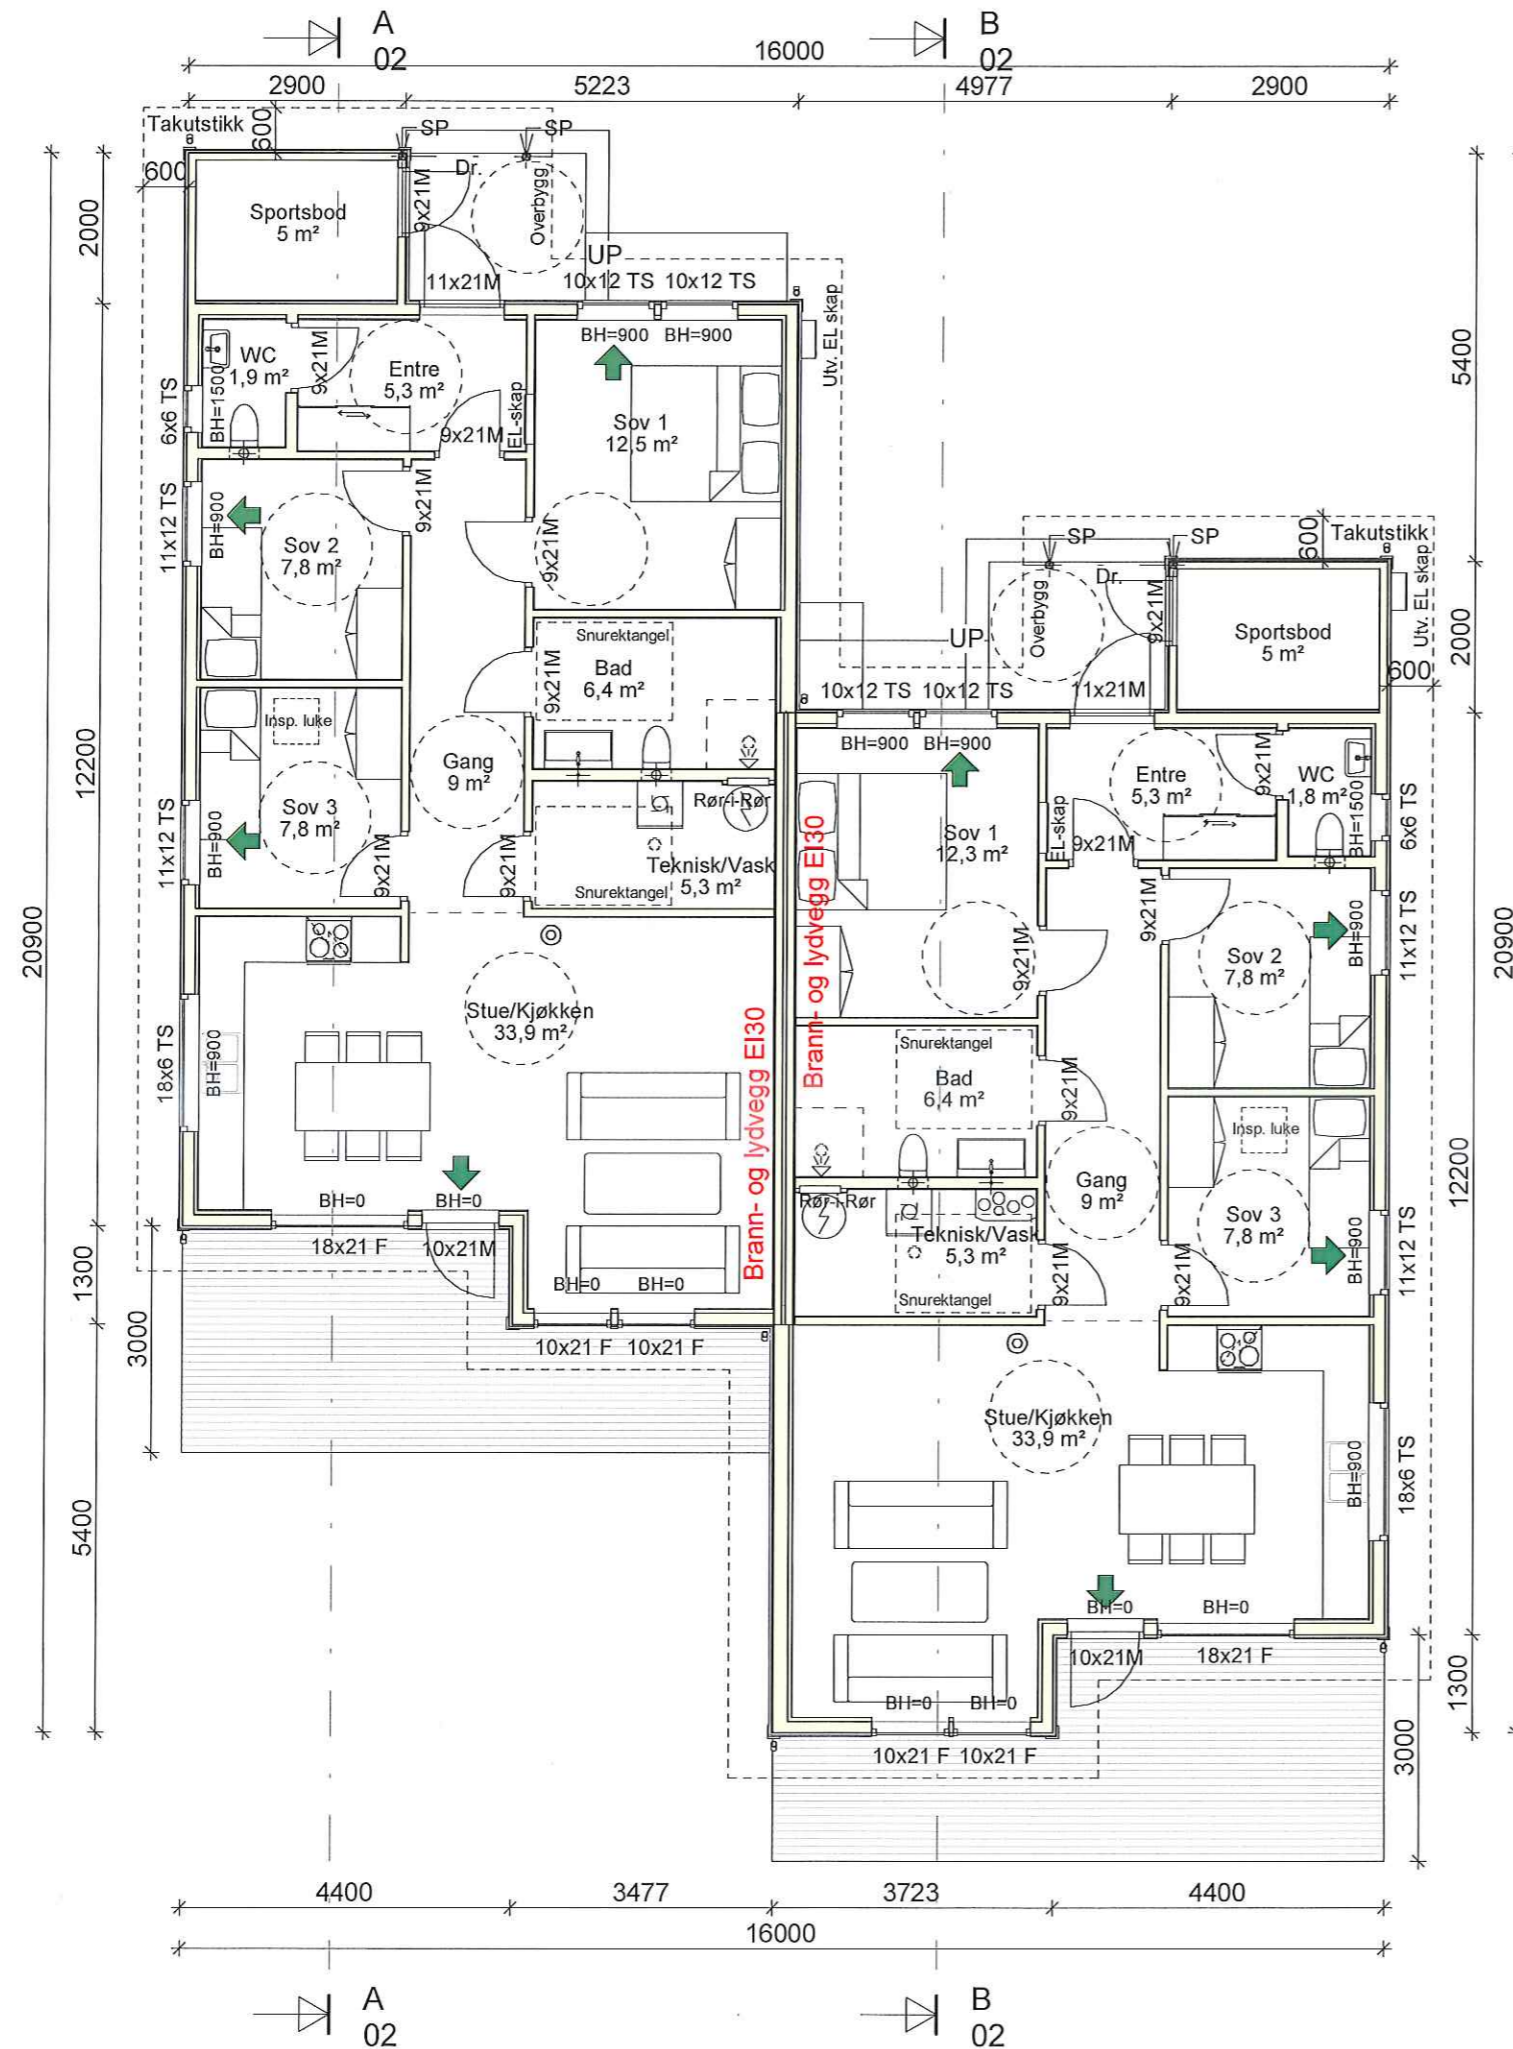 A
02
B
02
16000
2900
5223
4977
2900
Takutstikk
600
600
SP
SP
Dr.
9x21M
Overbygg
Sportsbod
5 m²
UP
11x21M
10x12 TS
10x12 TS
BH=900
BH=900
Utv. EL skap
WC
1,9 m²
BH=1500
6x6 TS
9x21M
Entre
5,3 m²
EL-skap
9x21M
Sov 1
12,5 m²
9x21M
9x21M
11x12 TS
BH=900
Sov 2
7,8 m²
Snurektangel
Bad
6,4 m²
9x21M
Insp. luke
Sov 3
7,8 m²
11x12 TS
BH=900
9x21M
Gang
9 m²
9x21M
Rør-i-Rør
Teknisk/Vask
5,3 m²
Snurektangel
Stue/Kjøkken
33,9 m²
18x6 TS
BH=900
Brann- og lydvegg EI30
BH=0
BH=0
18x21 F
10x21M
BH=0
BH=0
10x21 F
10x21 F
2000
12200
20900
1300
3000
5400
SP
SP
600
Takutstikk
Utv. EL skap
Overbygg
Dr.
9x21M
Sportsbod
5 m²
600
UP
10x12 TS
10x12 TS
11x21M
BH=900
BH=900
Entre
5,3 m²
9x21M
WC
1,8 m²
BH=1500
6x6 TS
EL-skap
9x21M
Sov 1
12,3 m²
Brann- og lydvegg EI30
9x21M
9x21M
Sov 2
7,8 m²
BH=900
11x12 TS
Snurektangel
Bad
6,4 m²
9x21M
Insp. luke
Gang
9 m²
Sov 3
7,8 m²
BH=900
11x12 TS
Rør-i-Rør
Teknisk/Vask
5,3 m²
Snurektangel
9x21M
9x21M
Stue/Kjøkken
33,9 m²
BH=900
18x6 TS
BH=0
BH=0
10x21M
18x21 F
BH=0
BH=0
10x21 F
10x21 F
5400
2000
12200
20900
1300
3000
4400
3477
3723
4400
16000
A
02
B
02